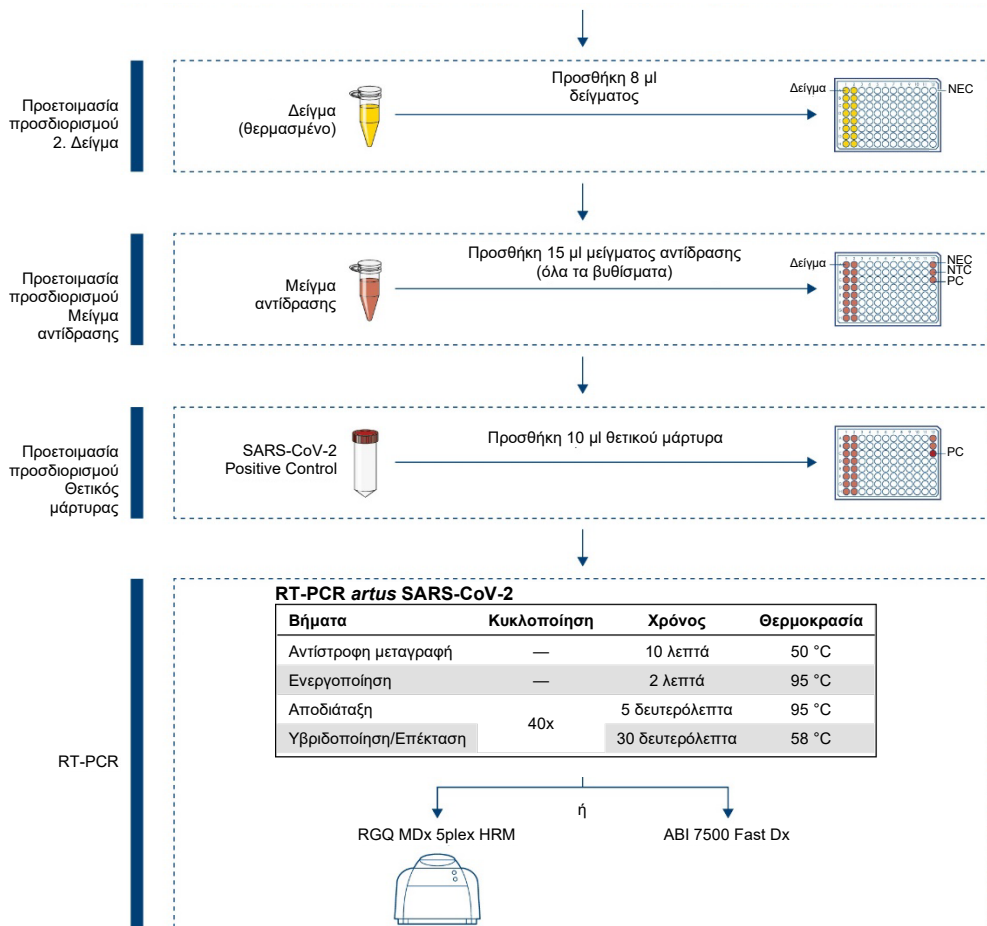 Προετοιμασία
προσδιορισμού
2. Δείγμα
Δείγμα
(θερμασμένο)
Προσθήκη 8 µl
δείγματος
Δείγμα
NEC
Προετοιμασία
προσδιορισμού
Μείγμα
αντίδρασης
Μείγμα
αντίδρασης
Προσθήκη 15 µl μείγματος αντίδρασης
(όλα τα βυθίσματα)
Δείγμα
NEC
NTC
PC
Προετοιμασία
προσδιορισμού
Θετικός
μάρτυρας
SARS-CoV-2
Positive Control
Προσθήκη 10 µl θετικού μάρτυρα
PC
RT-PCR
RT-PCR artus SARS-CoV-2
Βήματα Κυκλοποίηση Χρόνος Θερμοκρασία
Αντίστροφη μεταγραφή — 10 λεπτά 50 °C
Ενεργοποίηση — 2 λεπτά 95 °C
Αποδιάταξη 40x 5 δευτερόλεπτα 95 °C
Υβριδοποίηση/Επέκταση 30 δευτερόλεπτα 58 °C
ή
RGQ MDx 5plex HRM
ABI 7500 Fast Dx